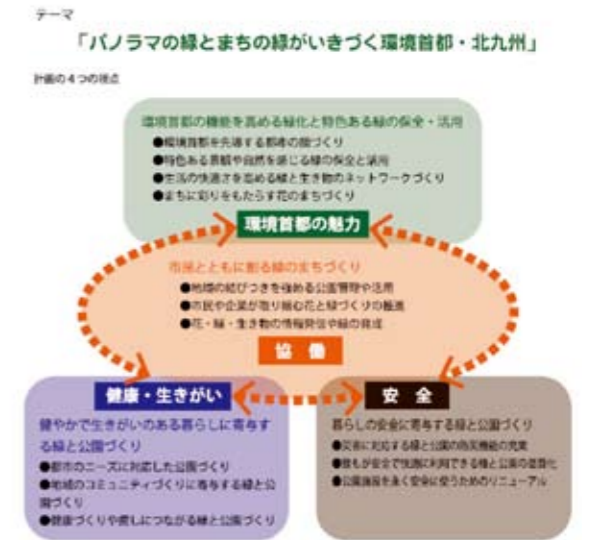 テーマ
「パノラマの緑とまちの緑がいきづく環境首都・北九州」
計画の4つの視点
環境首都の機能を高める緑化と特色ある緑の保全・活用
●環境首都を先導する都市の顔づくり
●特色ある景観や自然を感じる緑の保全と活用
●生活の快適さを高める緑と生き物のネットワークづくり
●まちに彩りをもたらす花のまちづくり
環境首都の魅力
市民とともに創る緑のまちづくり
●地域の結びつきを強める公園管理や活用
●市民や企業が取り組む花と緑づくりの推進
●花・緑・生き物の情報発信や緑の育成
協 働
健康・生きがい
健やかで生きがいのある暮らしに寄与す
る緑と公園づくり
●都市のニーズに対応した公園づくり
●地域のコミュニティづくりに寄与する緑と公
園づくり
●健康づくりや癒しにつながる緑と公園づくり
安 全
暮らしの安全に寄与する緑と公園づくり
●災害に対応する緑と公園の防災機能の充実
●誰もが安全で快適に利用できる緑と公園の
●公園施設を永く安全に使うためのリニューアル